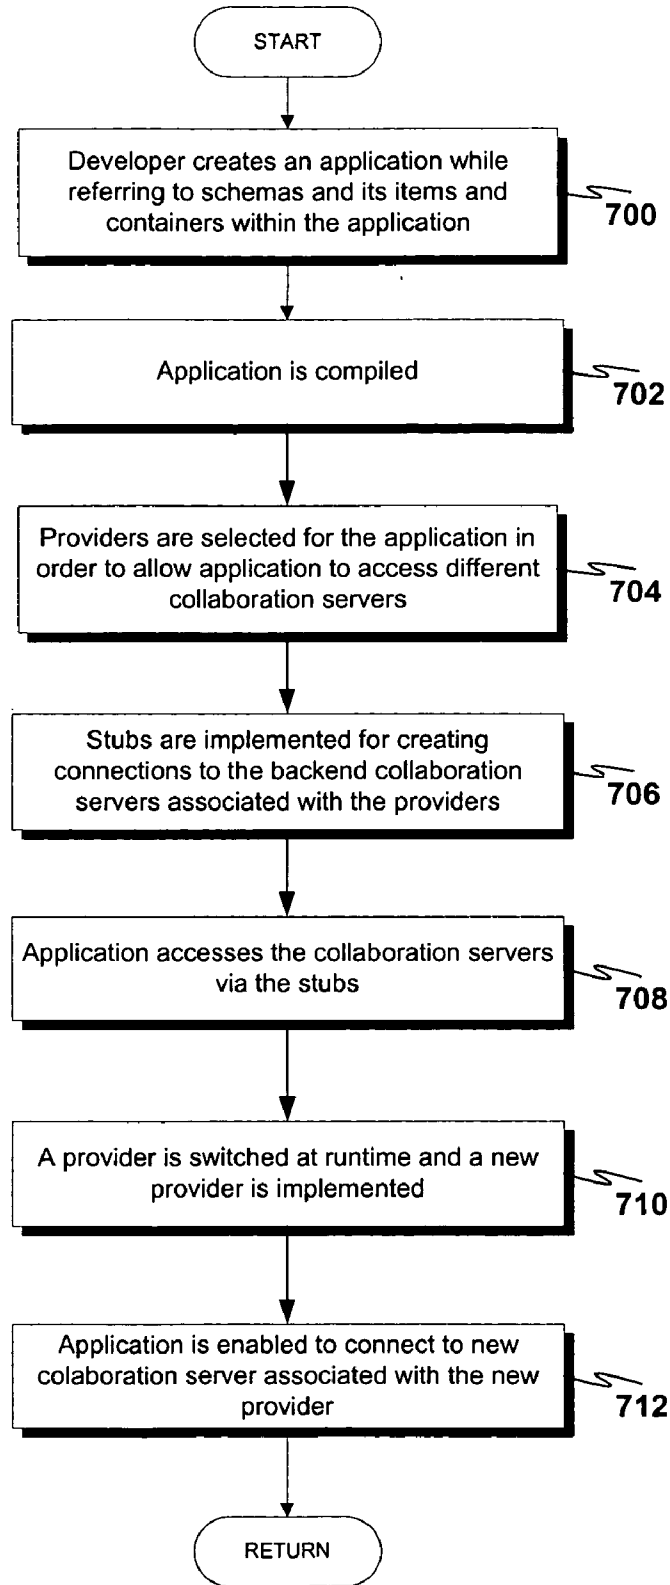 START
Developer creates an application while
referring to schemas and its items and
containers within the application
700
Application is compiled
702
Providers are selected for the application in
order to allow application to access different
collaboration servers
704
Stubs are implemented for creating
connections to the backend collaboration
servers associated with the providers
706
Application accesses the collaboration servers
via the stubs
708
A provider is switched at runtime and a new
provider is implemented
710
Application is enabled to connect to new
colaboration server associated with the new
provider
712
RETURN